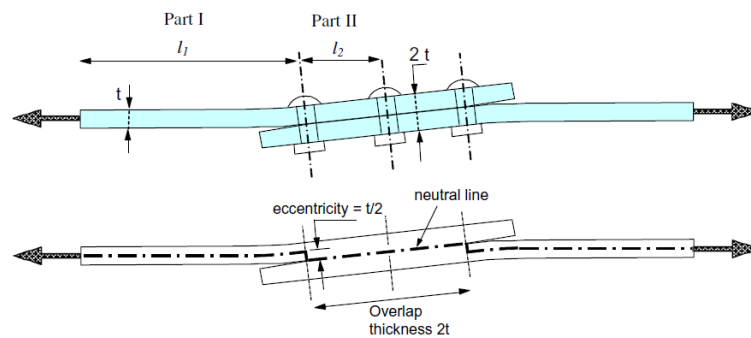 Part I
Part II
l1
l2
2 t
t
eccentricity = t/2
neutral line
Overlap
thickness 2t